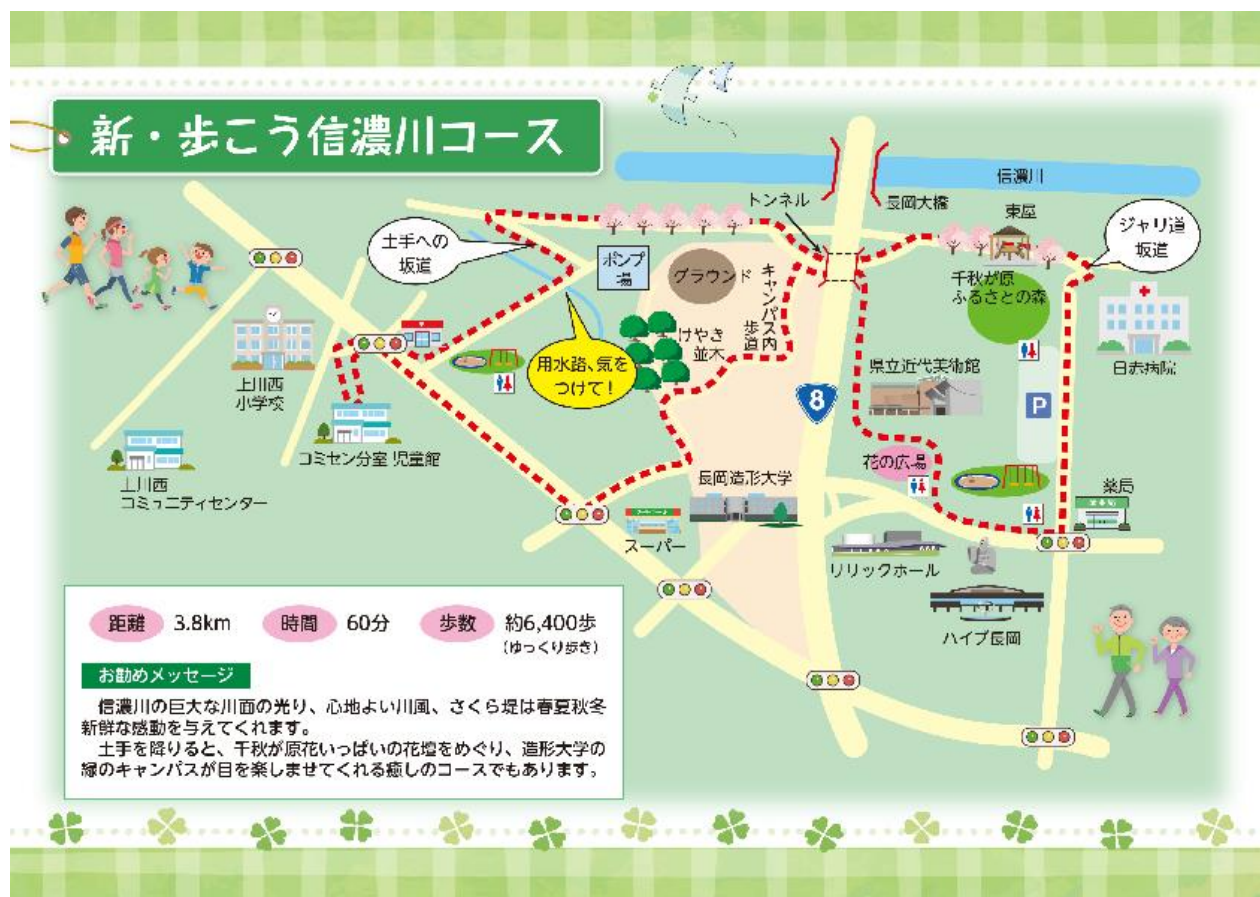 新・歩こう信濃川コース
信濃川
トンネル
長岡大橋
東屋
ジャリ道
坂道
土手への
坂道
ポンプ
場
グラウンド
キャンパス内
歩道
千秋が原
ふるさとの森
けやき
並木
用水路、気を
つけて!
県立近代美術館
日赤病院
上川西
小学校
8
P
コミセン分室 児童館
花の広場
上川西
コミュニティセンター
長岡造形大学
薬局
スーパー
リリックホール
ハイブ長岡
距離 3.8km 時間 60分 歩数 約6,400歩
(ゆっくり歩き)
お勧めメッセージ
信濃川の巨大な川面の光り、心地よい川風、さくら堤は春夏秋冬
新鮮な感動を与えてくれます。
土手を降りると、千秋が原花いっぱいの花壇をめぐり、造形大学の
緑のキャンパスが目を楽しませてくれる癒しのコースでもあります。